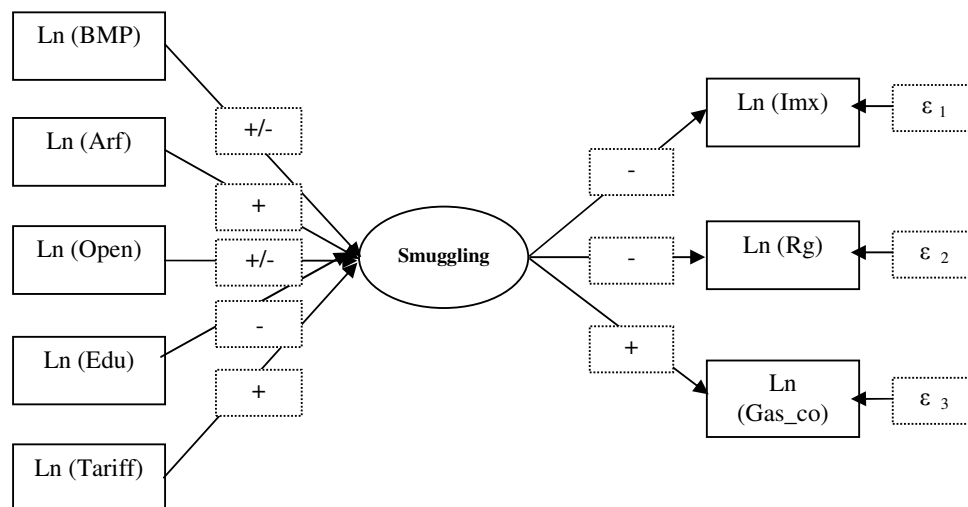 Ln (BMP)
+/-
Ln (Arf)
+
Ln (Open)
+/-
Ln (Edu)
-
Ln (Tariff)
+
Smuggling
-
-
+
Ln (Imx)
ε 1
Ln (Rg)
ε 2
Ln
(Gas_co)
ε 3